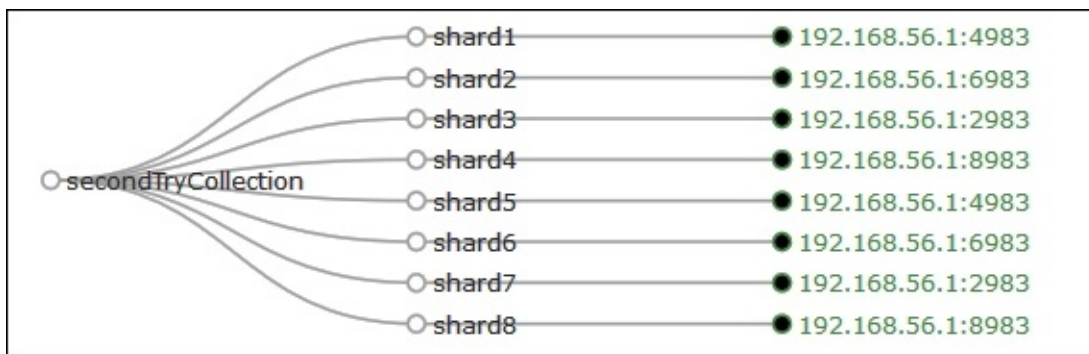 shard1 192.168.56.1:4983
shard2 192.168.56.1:6983
shard3 192.168.56.1:2983
shard4 192.168.56.1:8983
secondTryCollection
shard5 192.168.56.1:4983
shard6 192.168.56.1:6983
shard7 192.168.56.1:2983
shard8 192.168.56.1:8983